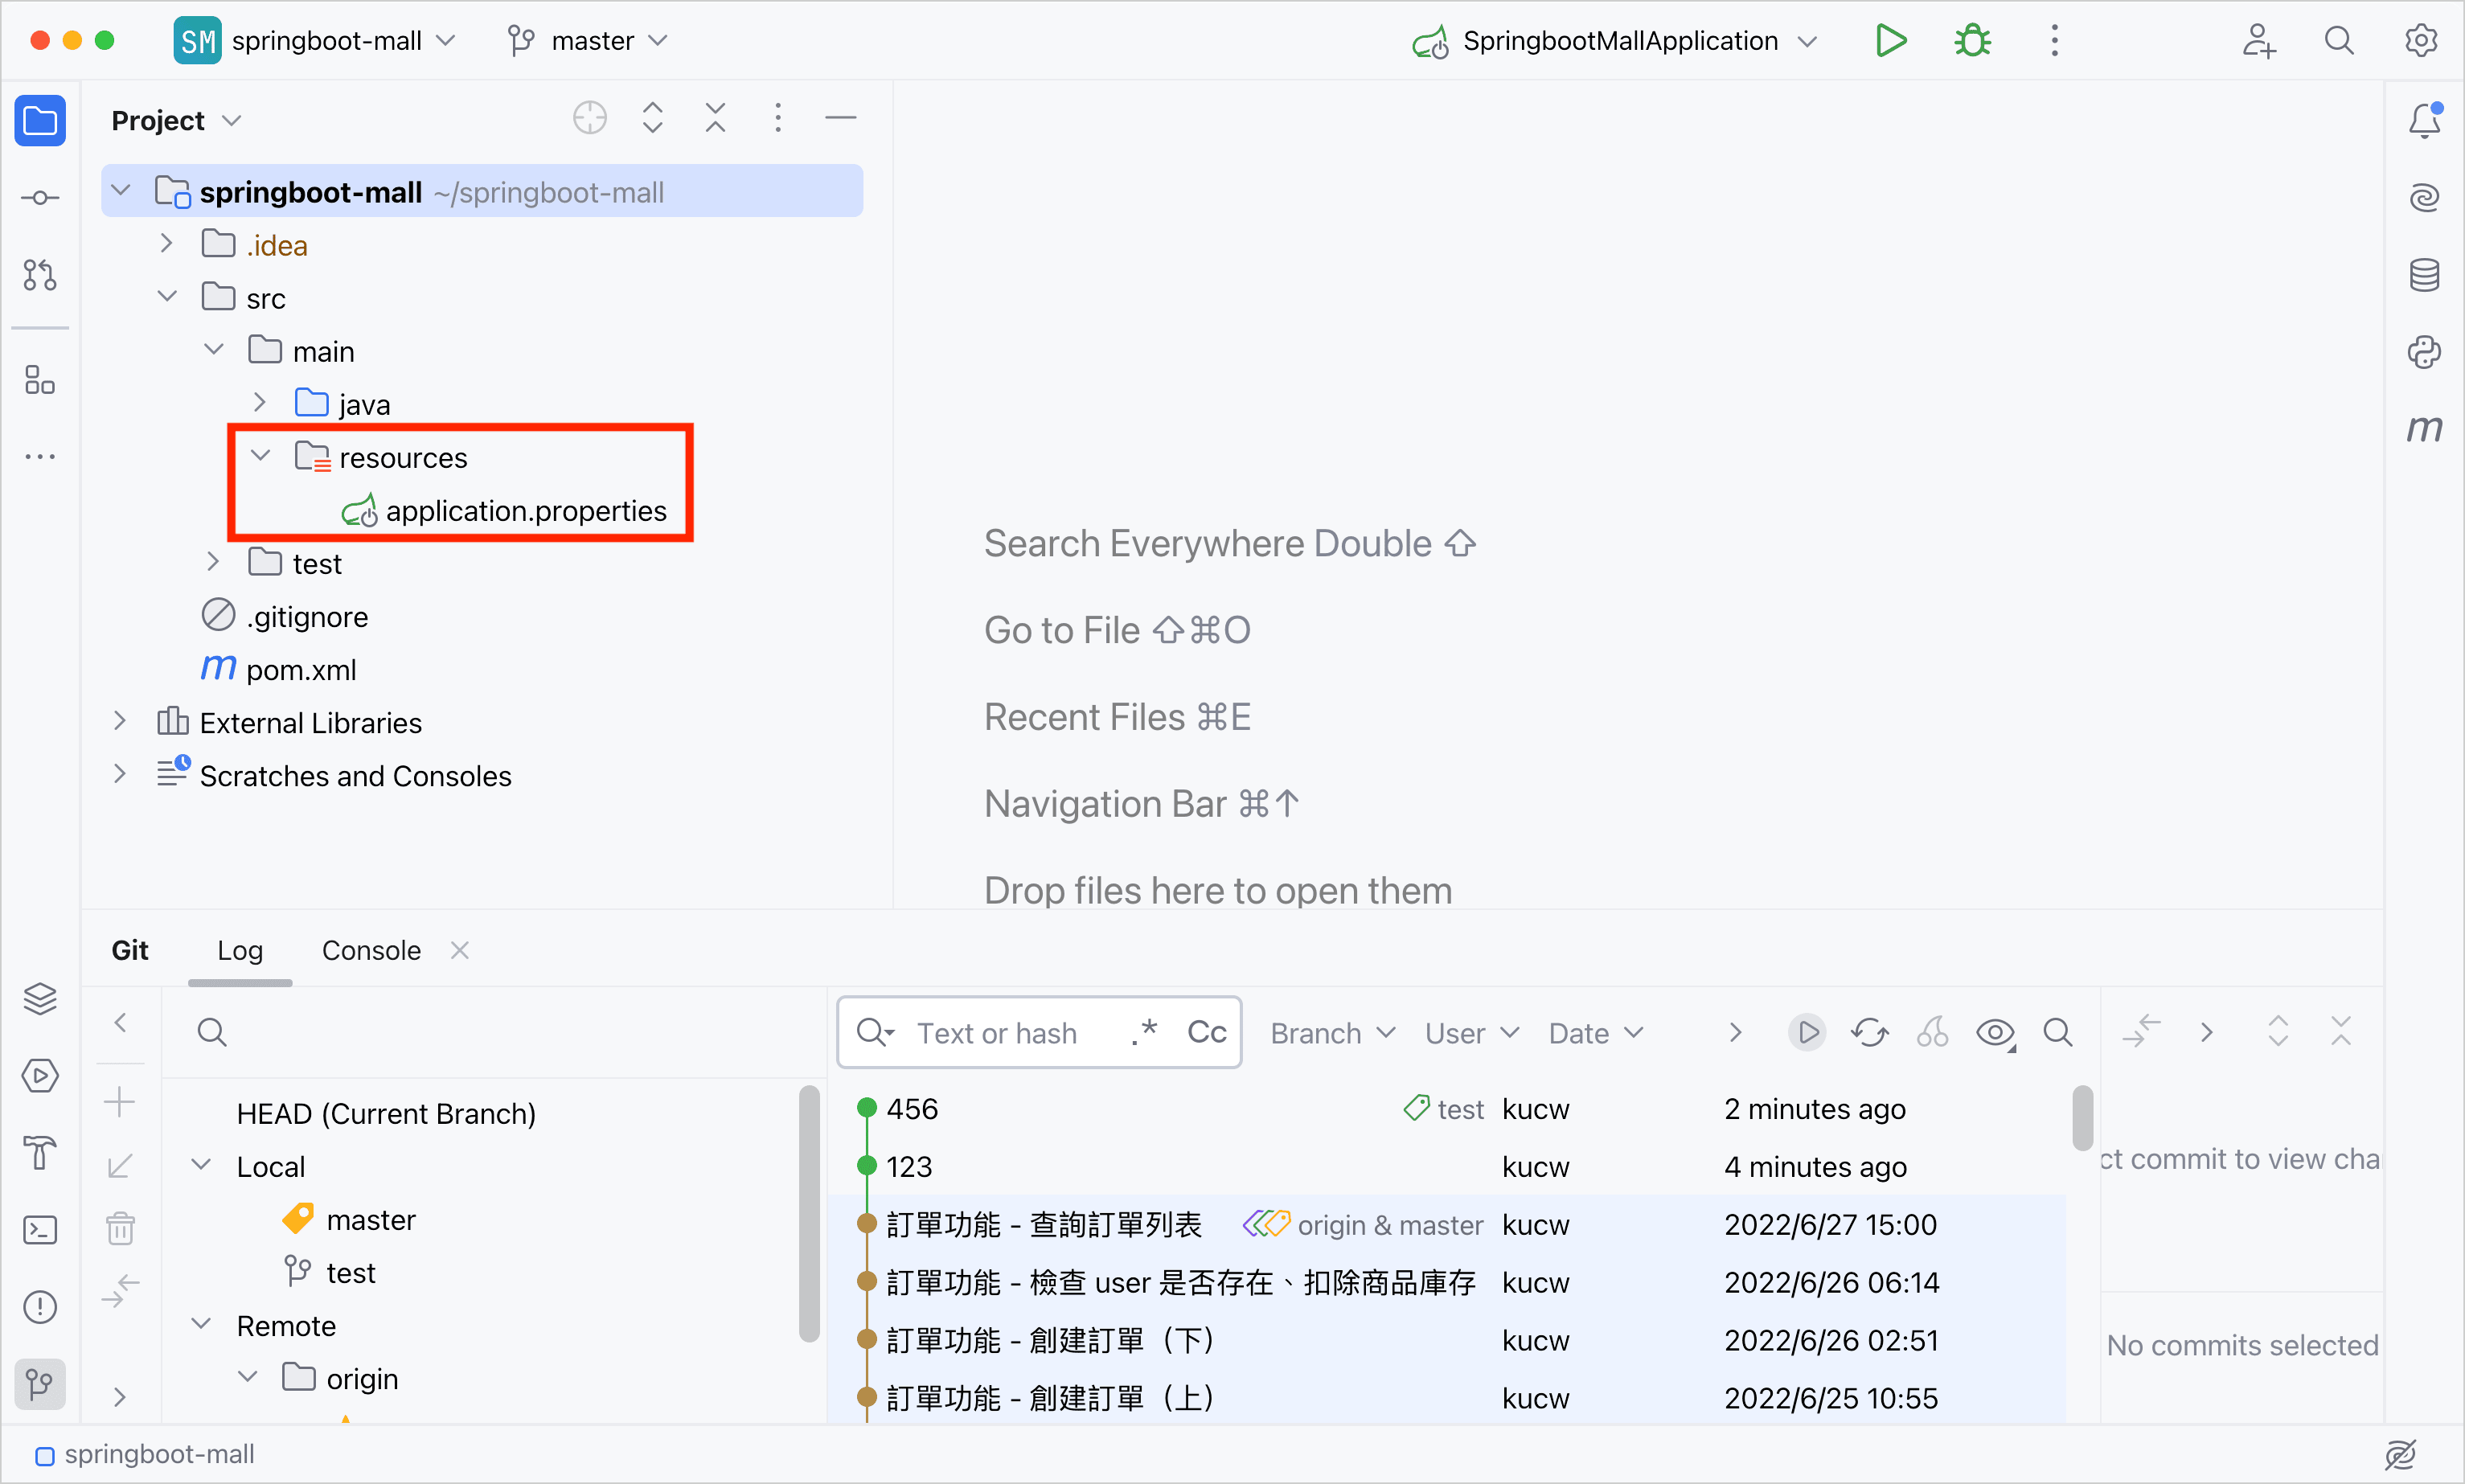 SM springboot-mall master SpringbootMallApplication
Project
springboot-mall ~/springboot-mall
.idea
src
main
java
resources
application.properties
test
.gitignore
m pom.xml
External Libraries
Scratches and Consoles
m
Search Everywhere Double ⇧
Go to File ⇧⌘O
Recent Files ⌘E
Navigation Bar ⌘↑
Drop files here to open them
Git Log Console
HEAD (Current Branch)
Local
master
test
Remote
origin
Text or hash .* Cc Branch User Date
456 test kucw 2 minutes ago
123 kucw 4 minutes ago
訂單功能 - 查詢訂單列表 origin & master kucw 2022/6/27 15:00
訂單功能 - 檢查 user 是否存在、扣除商品庫存 kucw 2022/6/26 06:14
訂單功能 - 創建訂單（下） kucw 2022/6/26 02:51
訂單功能 - 創建訂單（上） kucw 2022/6/25 10:55
ct commit to view cha
No commits selected
springboot-mall